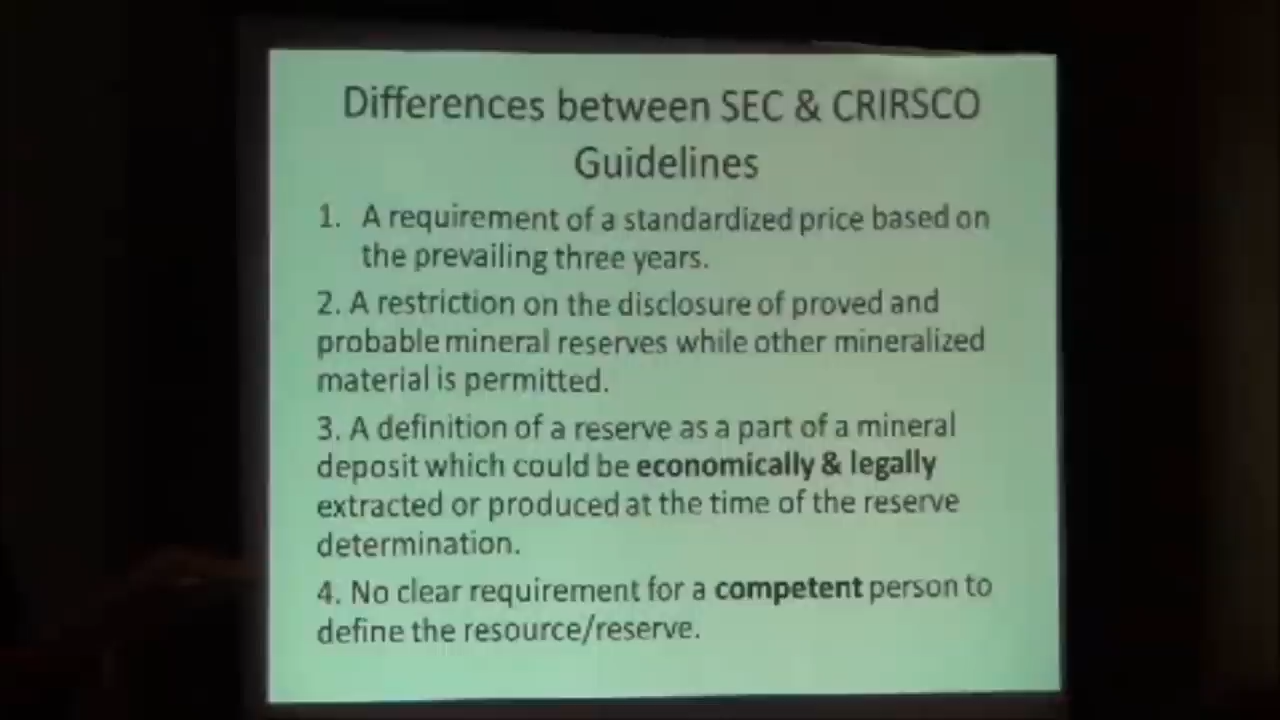 Differences between SEC & CRIRSCO
Guidelines
1. A requirement of a standardized price based on
the prevailing three years.
2. A restriction on the disclosure of proved and
probable mineral reserves while other mineralized
material is permitted.
3. A definition of a reserve as a part of a mineral
deposit which could be economically & legally
extracted or produced at the time of the reserve
determination.
4. No clear requirement for a competent person to
define the resource/reserve.